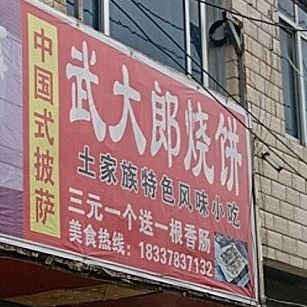 中国式披萨
武大郎烧饼
土家族特色风味小吃
三元一个送一根香肠
美食热线：18337837132